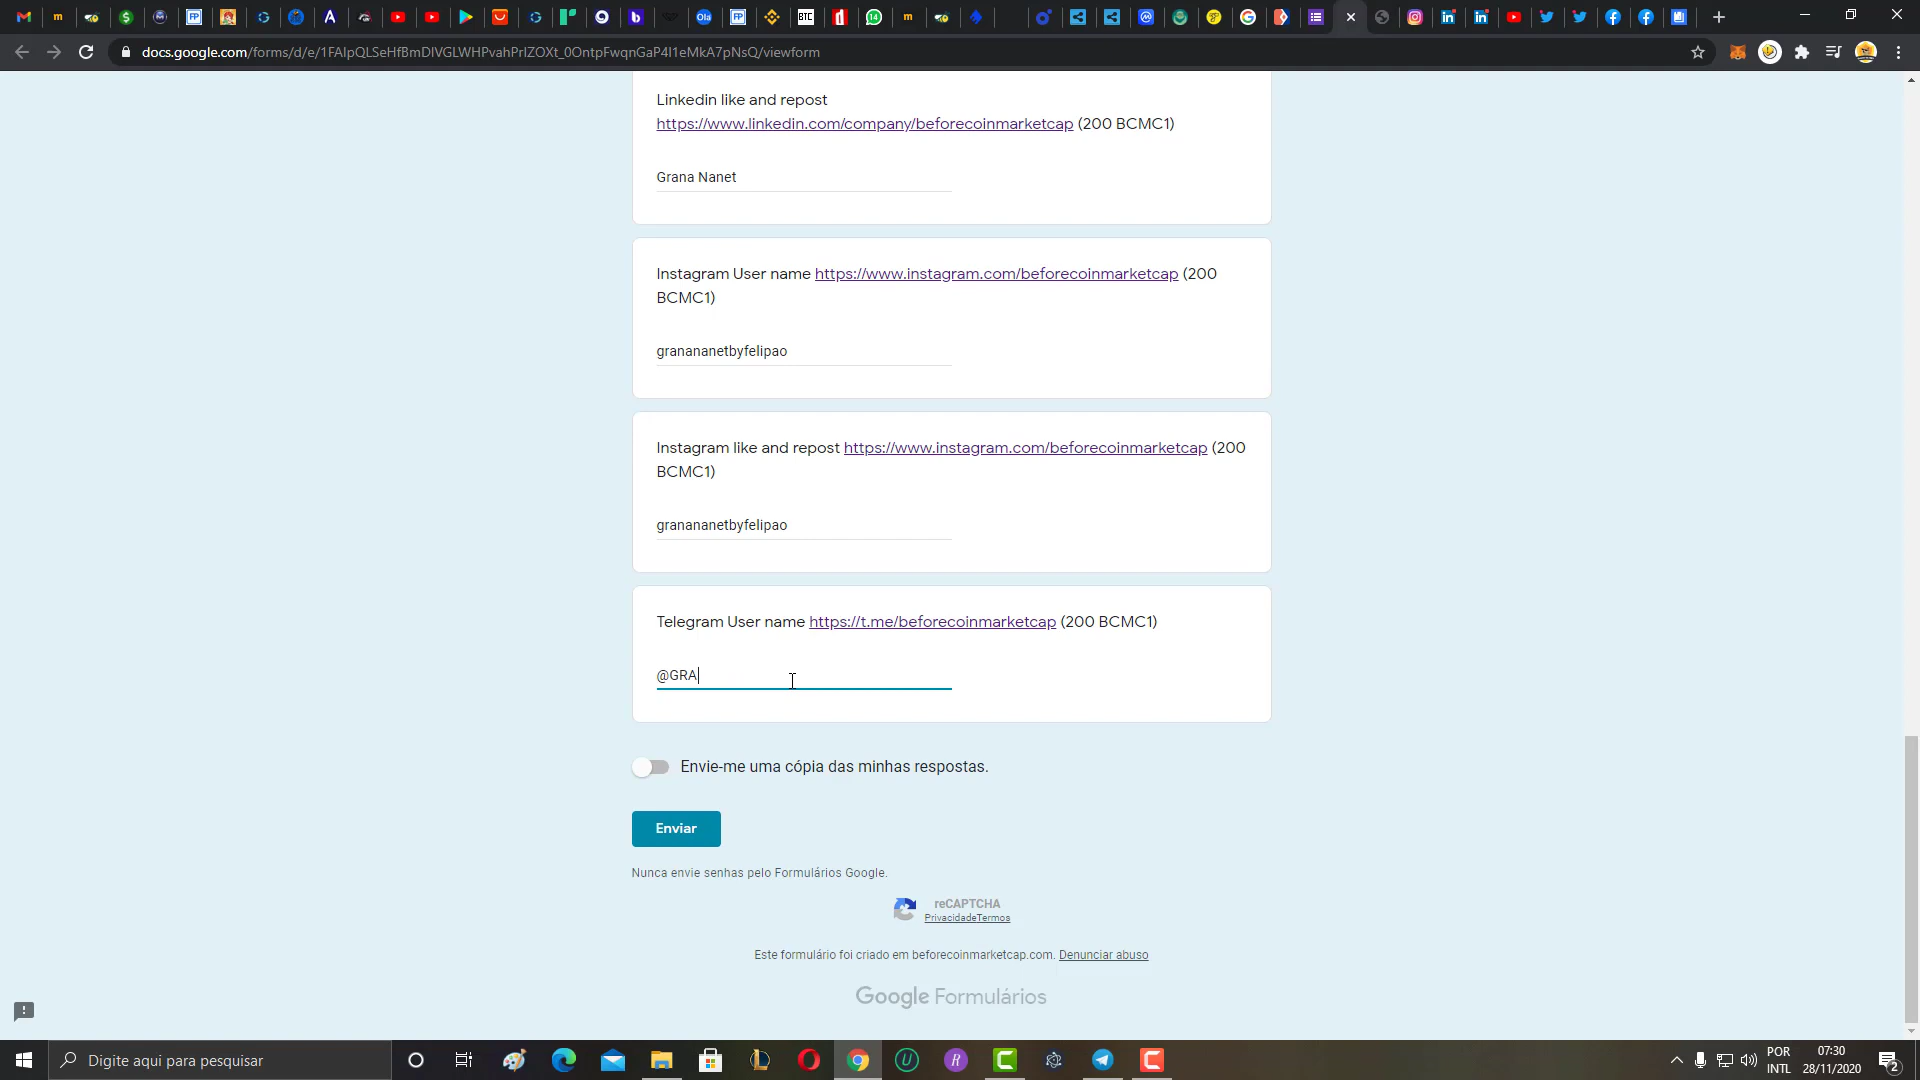 docs.google.com/forms/d/e/1FAIpQLSeHfBmDIVGLWHPvahPrIZOXt_0OntpFwqnGaP4I1eMkA7pNsQ/viewform
Linkedin like and repost
https://www.linkedin.com/company/beforecoinmarketcap (200 BCMC1)
Grana Nanet
Instagram User name https://www.instagram.com/beforecoinmarketcap (200
BCMC1)
granananetbyfelipao
Instagram like and repost https://www.instagram.com/beforecoinmarketcap (200
BCMC1)
granananetbyfelipao
Telegram User name https://t.me/beforecoinmarketcap (200 BCMC1)
@GRA
Envie-me uma cópia das minhas respostas.
Enviar
Nunca envie senhas pelo Formulários Google.
reCAPTCHA
PrivacidadeTermos
Este formulário foi criado em beforecoinmarketcap.com. Denunciar abuso
Google Formulários
Digite aqui para pesquisar
POR
INTL
07:30
28/11/2020
2